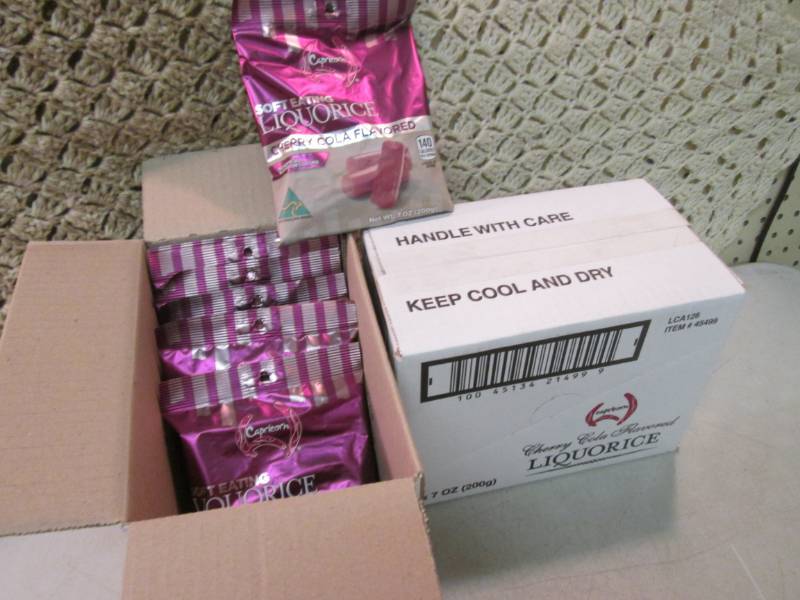 Capricorn
SOFT EATING
LIQUORICE
CHERRY COLA FLAVORED
140
Net Wt. 7 OZ (200g)
HANDLE WITH CARE
KEEP COOL AND DRY
LCA128
ITEM # 45499
100 45134 21499 9
Capricorn
Cherry Cola Flavored
LIQUORICE
7 OZ (200g)
Capricorn
SOFT EATING
LIQUORICE